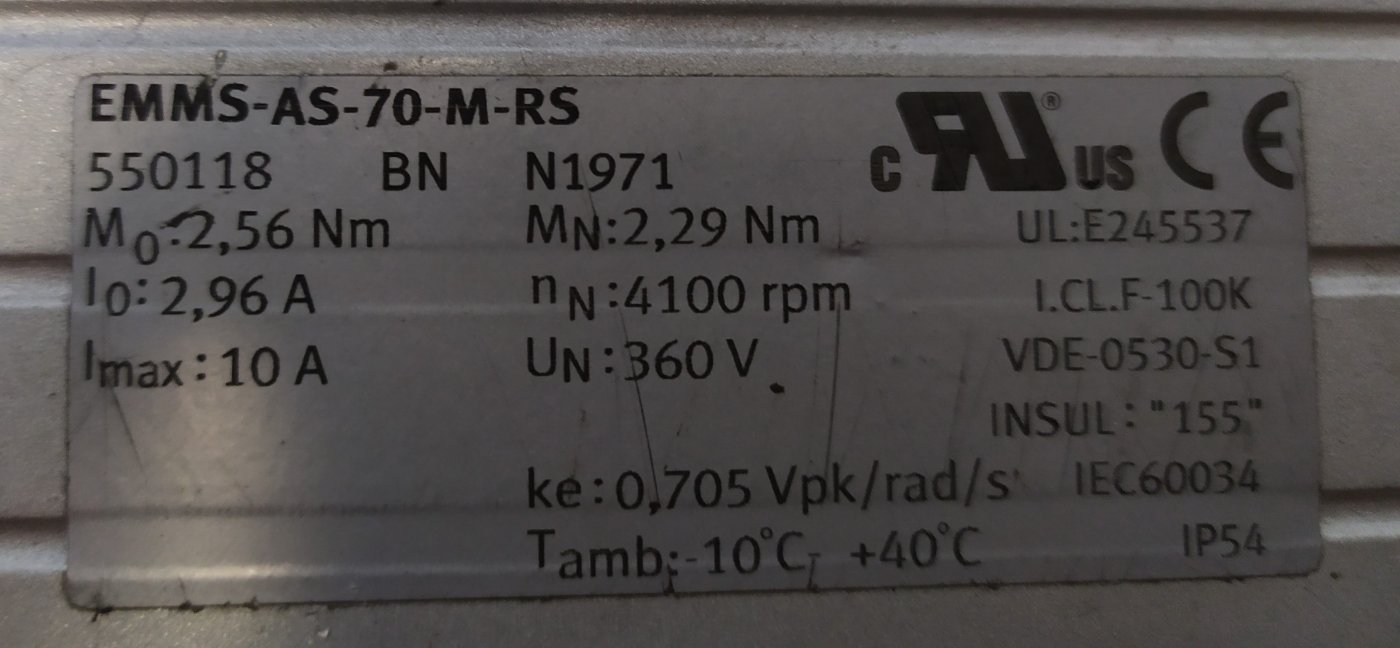 EMMS-AS-70-M-RS
550118 BN N1971
c RU ® US CE
M0:2,56 Nm MN:2,29 Nm UL:E245537
I0:2,96 A nN:4100 rpm I.CL.F-100K
Imax:10 A UN:360 V VDE-0530-S1
INSUL:"155"
ke:0,705 Vpk/rad/s IEC60034
Tamb:-10°C, +40°C IP54